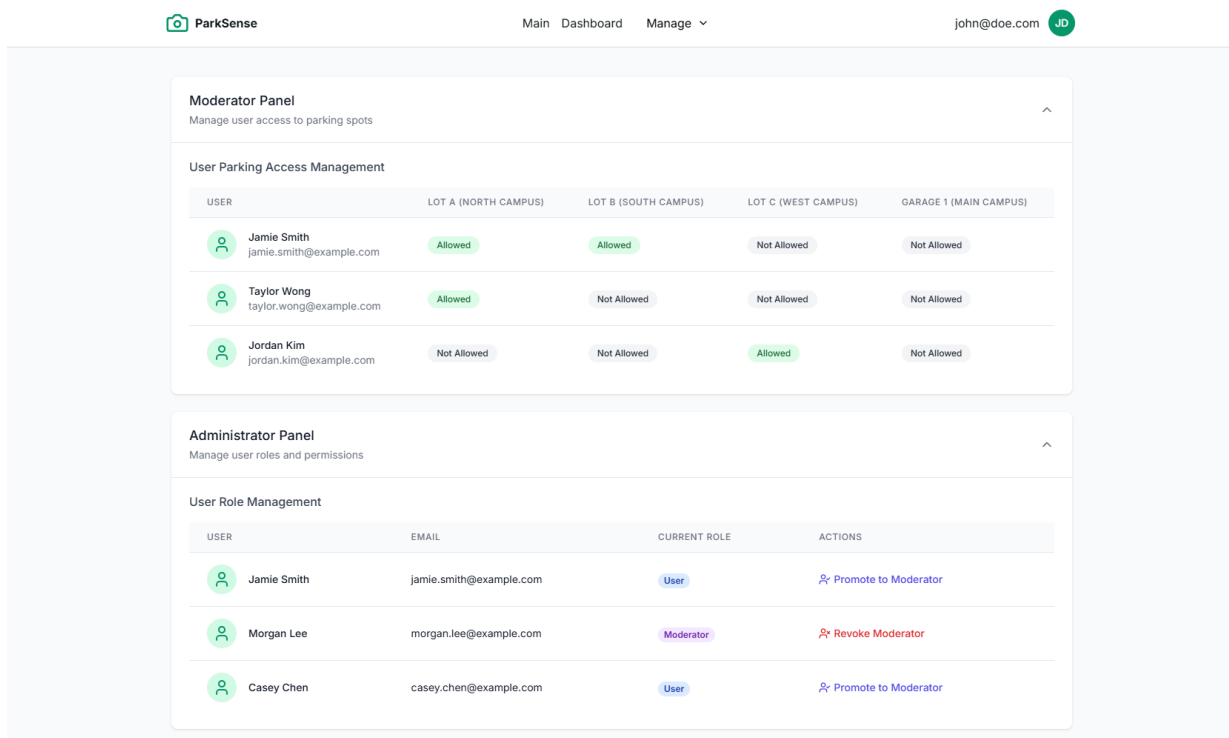 ParkSense Main Dashboard Manage john@doe.com JD
Moderator Panel
Manage user access to parking spots
User Parking Access Management
USER LOT A (NORTH CAMPUS) LOT B (SOUTH CAMPUS) LOT C (WEST CAMPUS) GARAGE 1 (MAIN CAMPUS)
Jamie Smith
jamie.smith@example.com
Allowed Allowed Not Allowed Not Allowed
Taylor Wong
taylor.wong@example.com
Allowed Not Allowed Not Allowed Not Allowed
Jordan Kim
jordan.kim@example.com
Not Allowed Not Allowed Allowed Not Allowed
Administrator Panel
Manage user roles and permissions
User Role Management
USER EMAIL CURRENT ROLE ACTIONS
Jamie Smith jamie.smith@example.com User Promote to Moderator
Morgan Lee morgan.lee@example.com Moderator Revoke Moderator
Casey Chen casey.chen@example.com User Promote to Moderator